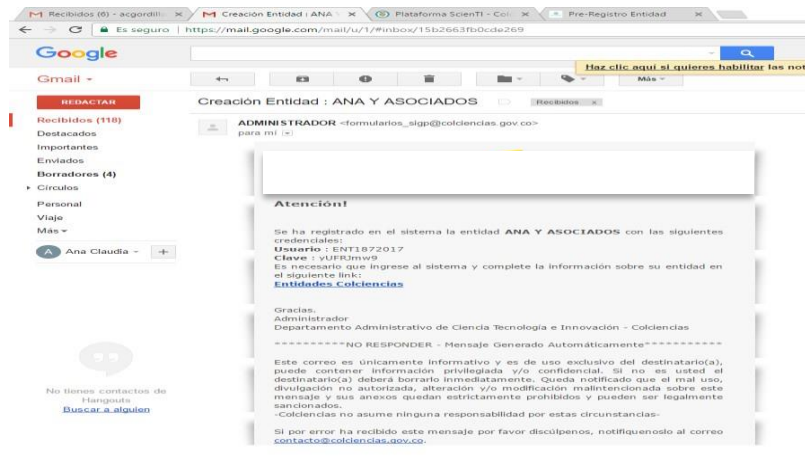 Recibidos (6) - acgordill
Creación Entidad : ANA Y
Plataforma ScienTI - Col
Pre-Registro Entidad
Es seguro | https://mail.google.com/mail/u/1/#inbox/15b2663fb0cde269
Google
Haz clic aquí si quieres habilitar las not
Gmail
Más
REDACTAR
Creación Entidad : ANA Y ASOCIADOS
Recibidos x
Recibidos (118)
Destacados
Importantes
Enviados
Borradores (4)
Círculos
Personal
Viaje
Más
Ana Claudia
No tienes contactos de
Hangouts
Buscar a alguien
ADMINISTRADOR <formularios_sigp@colciencias.gov.co>
para mí
Atención!
Se ha registrado en el sistema la entidad ANA Y ASOCIADOS con las siguientes
credenciales:
Usuario : ENT1872017
Clave : yUFRJmw9
Es necesario que ingrese al sistema y complete la información sobre su entidad en
el siguiente link:
Entidades Colciencias
Gracias.
Administrador
Departamento Administrativo de Ciencia Tecnología e Innovación - Colciencias
**********NO RESPONDER - Mensaje Generado Automáticamente***********
Este correo es únicamente informativo y es de uso exclusivo del destinatario(a),
puede contener información privilegiada y/o confidencial. Si no es usted el
destinatario(a) deberá borrarlo inmediatamente. Queda notificado que el mal uso,
divulgación no autorizada, alteración y/o modificación malintencionada sobre este
mensaje y sus anexos quedan estrictamente prohibidos y pueden ser legalmente
sancionados.
-Colciencias no asume ninguna responsabilidad por estas circunstancias-
Si por error ha recibido este mensaje por favor discúlpenos, notifiquenoslo al correo
contacto@colciencias.gov.co.